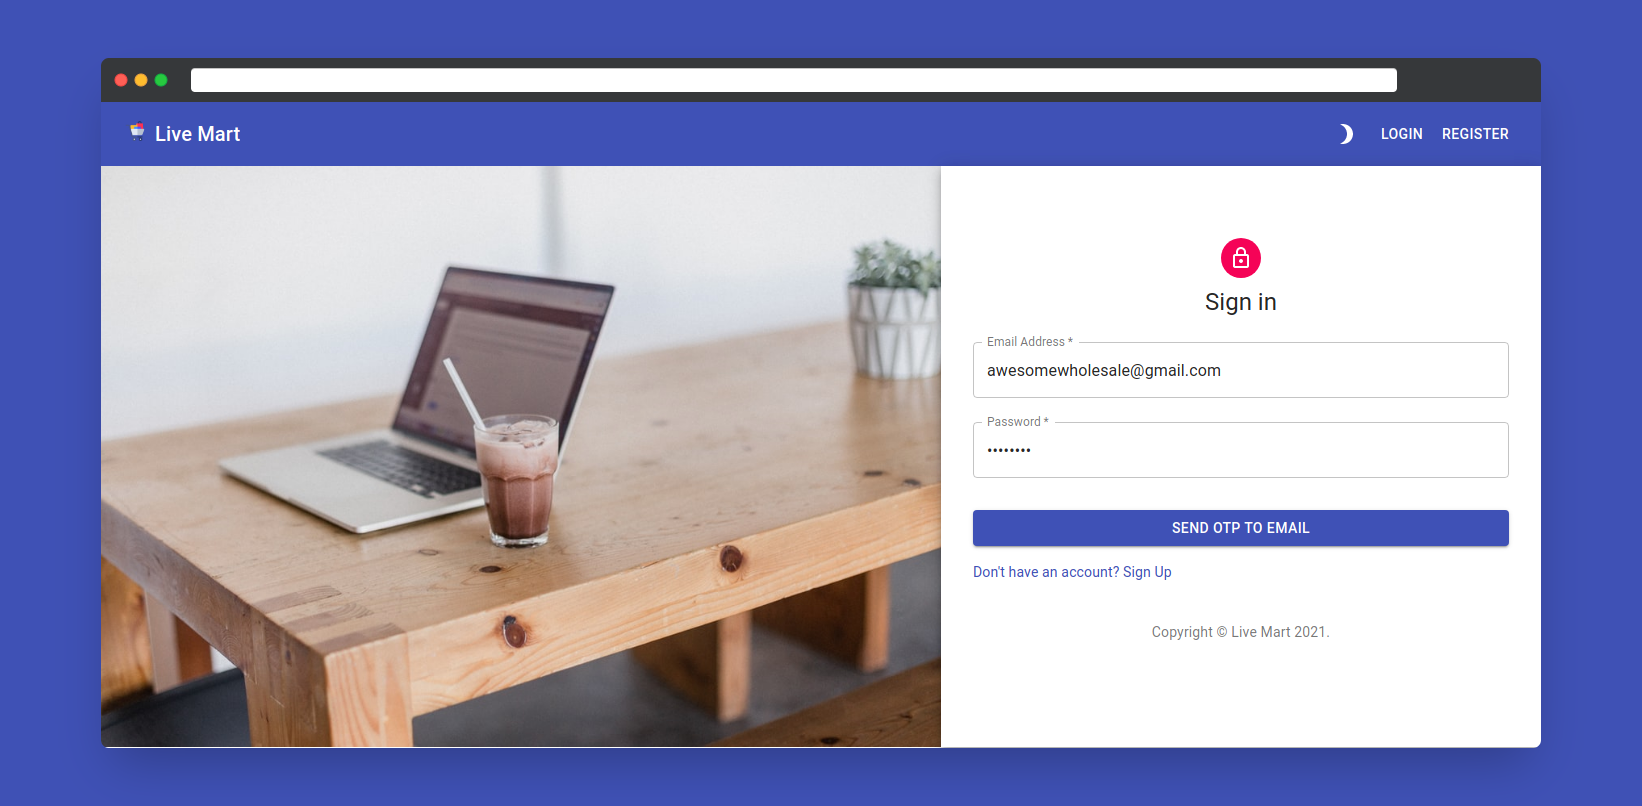 Live Mart
LOGIN
REGISTER
Sign in
Email Address *
awesomewholesale@gmail.com
Password *
••••••••
SEND OTP TO EMAIL
Don't have an account? Sign Up
Copyright © Live Mart 2021.